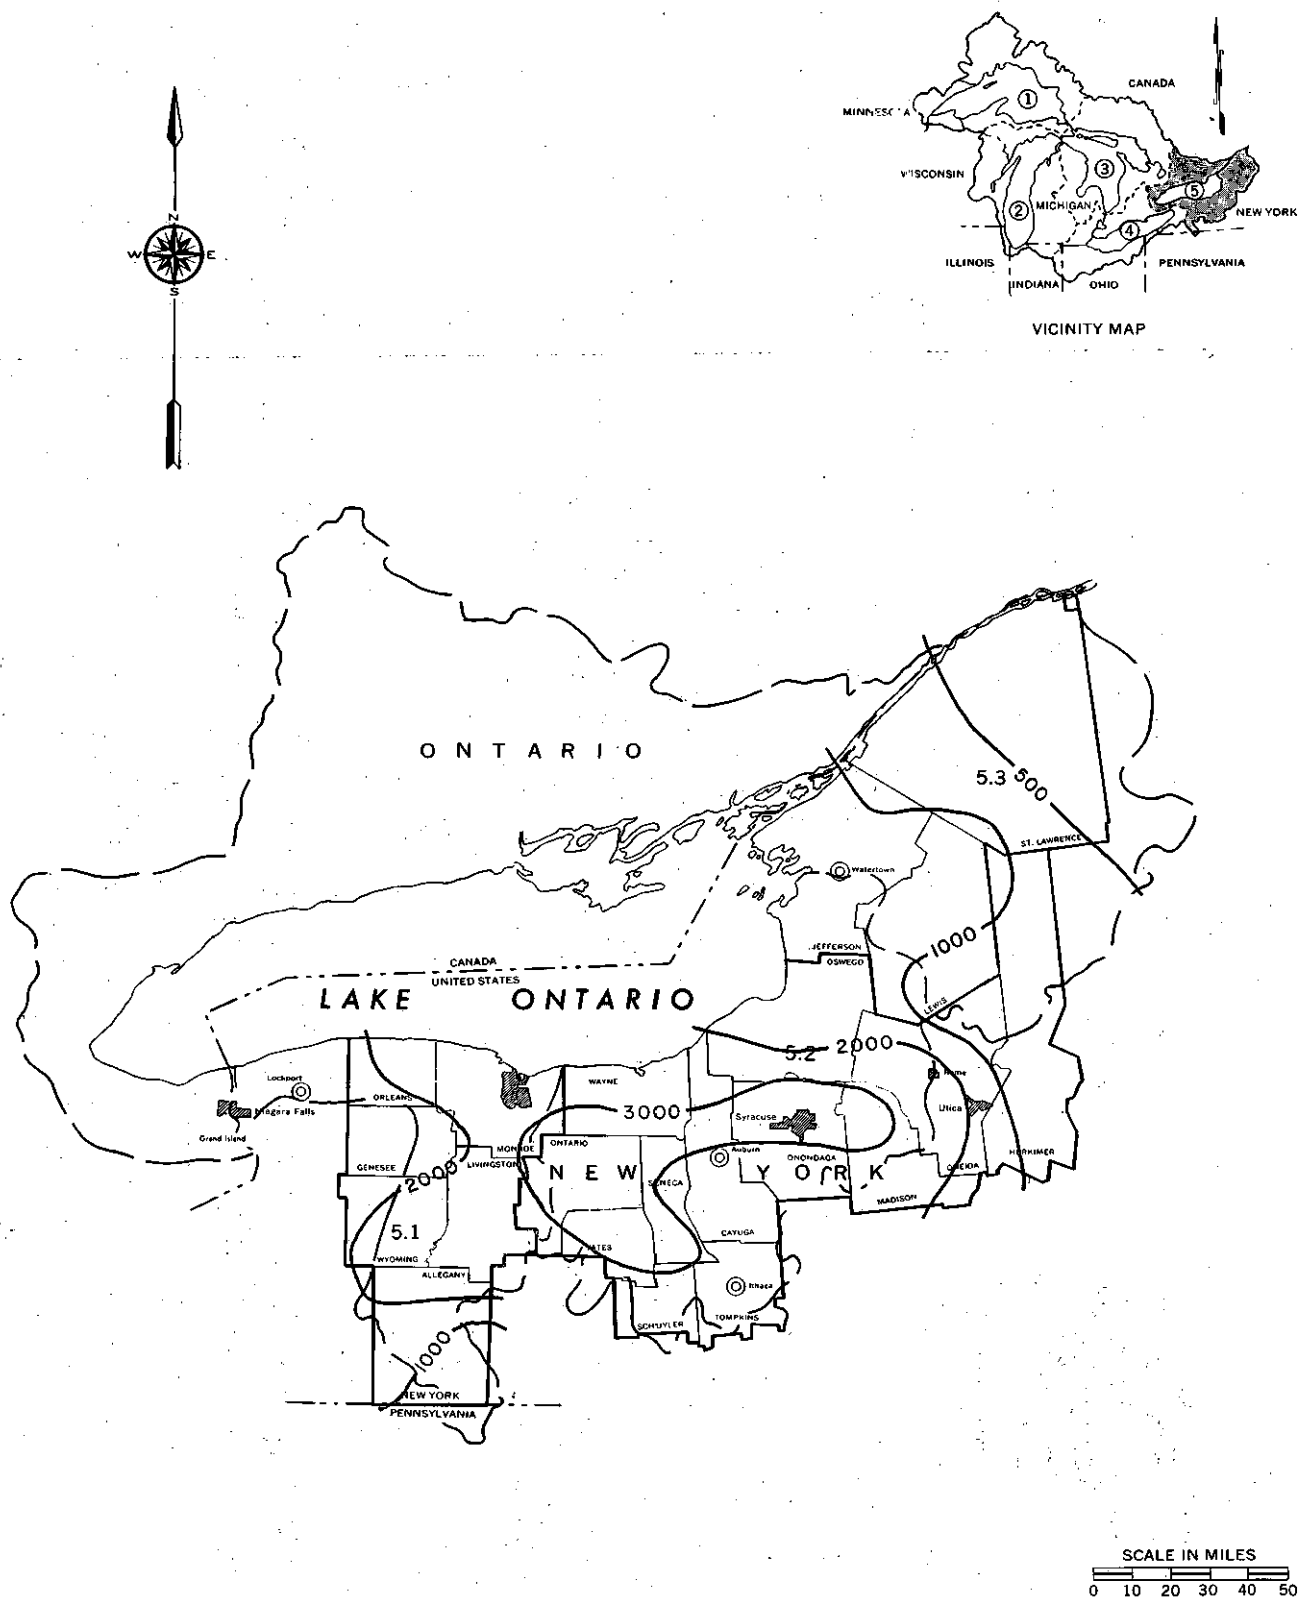 CANADA
①
MINNESOTA
③
WISCONSIN
⑤
②
MICHIGAN
NEW YORK
④
ILLINOIS
PENNSYLVANIA
INDIANA
OHIO
VICINITY MAP
N
W
E
S
ONTARIO
5.3
500
ST. LAWRENCE
Watertown
1000
JEFFERSON
OSWEGO
CANADA
UNITED STATES
LAKE ONTARIO
LEWIS
5.2
2000
Lockport
Rome
WAYNE
ORLEANS
Niagara Falls
3000
Syracuse
Utica
Grand Island
MONROE
ONTARIO
Auburn
ONONDAGA
HERKIMER
GENESEE
LIVINGSTON
ONEIDA
2000
NEW YORK
SENECA
MADISON
5.1
CAYUGA
YATES
WYOMING
ALLEGANY
Ithaca
SCHUYLER
TOMPKINS
1000
NEW YORK
PENNSYLVANIA
SCALE IN MILES
0 10 20 30 40 50